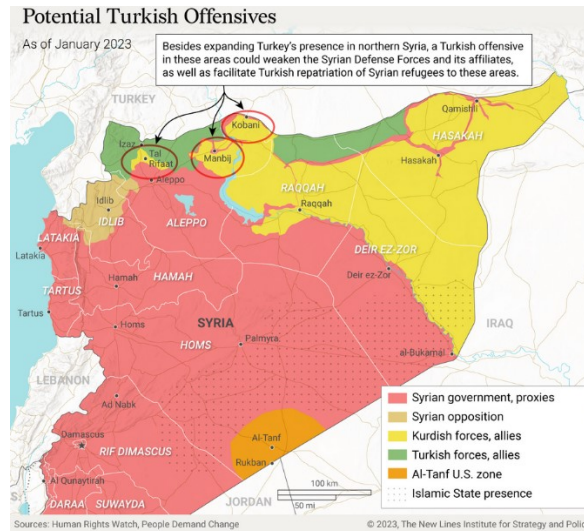 Potential Turkish Offensives
As of January 2023
Besides expanding Turkey's presence in northern Syria, a Turkish offensive
in these areas could weaken the Syrian Defense Forces and its affiliates,
as well as facilitate Turkish repatriation of Syrian refugees to these areas.
TURKEY
Kobani
Qamishli
Izaz
Tal
Rifaat
Manbij
HASAKAH
Hasakah
Aleppo
Idlib
IDLIB
ALEPPO
RAQQAH
Raqqah
LATAKIA
Latakia
DEIR EZ-ZOR
Deir ez-Zor
Hamah
HAMAH
TARTUS
Tartus
SYRIA
Homs
HOMS
Palmyra
IRAQ
al-Bukamal
LEBANON
Ad Nabk
Damascus
RIF DIMASCUS
Al-Tanf
Rukban
Al Qunaytirah
DARAA
SUWAYDA
JORDAN
100 km
50 mi
Syrian government, proxies
Syrian opposition
Kurdish forces, allies
Turkish forces, allies
Al-Tanf U.S. zone
Islamic State presence
Sources: Human Rights Watch, People Demand Change
© 2023, The New Lines Institute for Strategy and Poli